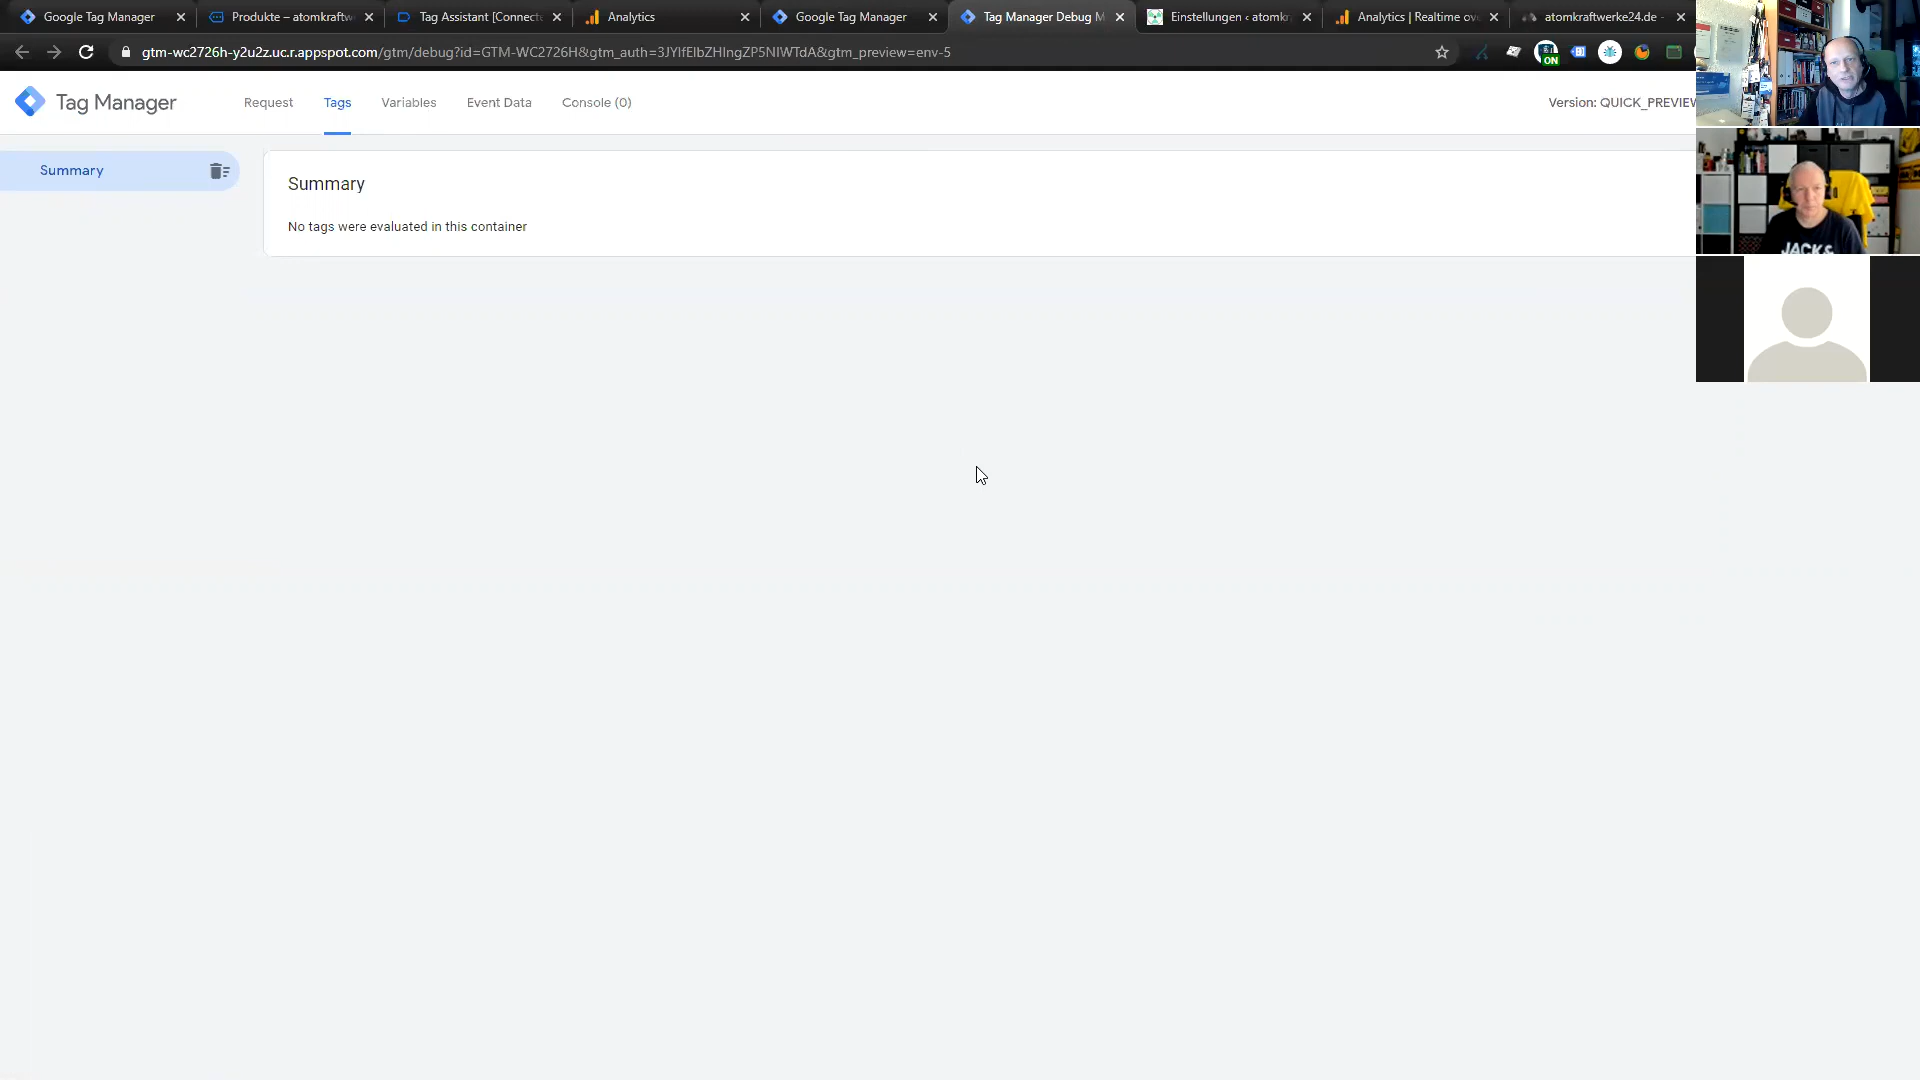 Google Tag Manager
Produkte – atomkraftw
Tag Assistant [Connecte
Analytics
Google Tag Manager
Tag Manager Debug M
Einstellungen ‹ atomkr
Analytics | Realtime ov
atomkraftwerke24.de -
gtm-wc2726h-y2u2z.uc.r.appspot.com/gtm/debug?id=GTM-WC2726H&gtm_auth=3JYlfElbZHIngZP5NIWTdA&gtm_preview=env-5
ON
Tag Manager
Request
Tags
Variables
Event Data
Console (0)
Version: QUICK_PREVIEW
Summary
Summary
No tags were evaluated in this container
JACK&